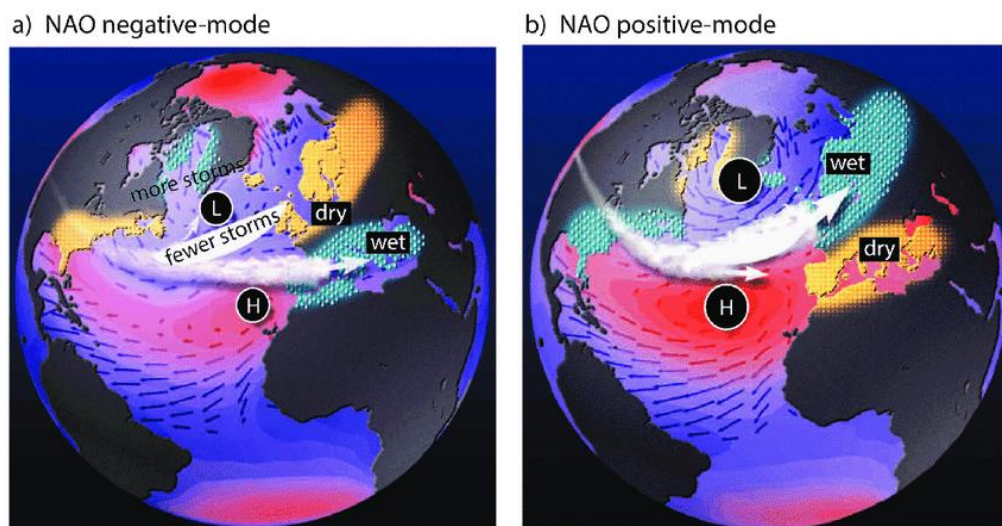 a) NAO negative-mode
more storms
L
fewer storms
dry
wet
H
b) NAO positive-mode
L
wet
dry
H